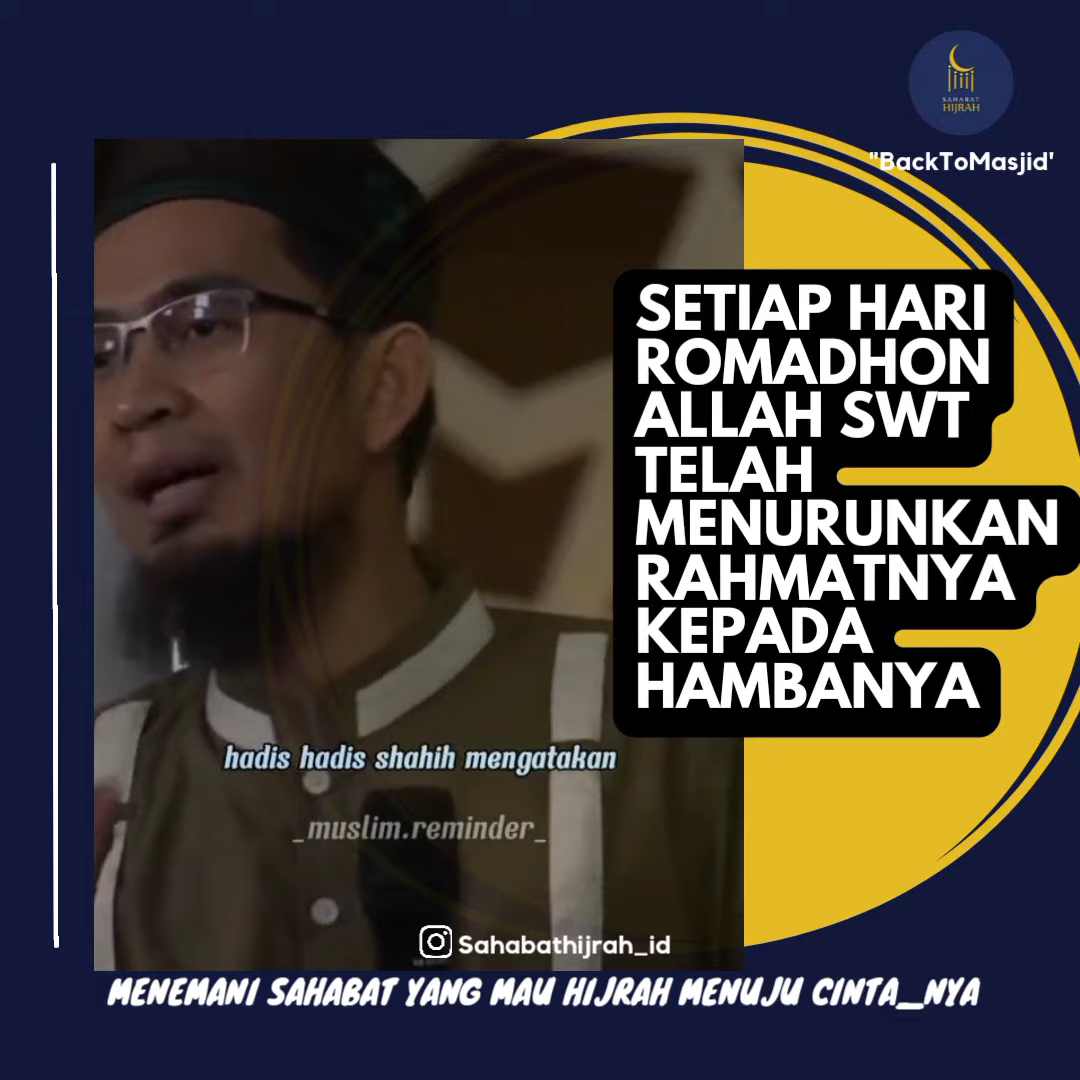 SAHABAT
HIJRAH
"BackToMasjid'
SETIAP HARI
ROMADHON
ALLAH SWT
TELAH
MENURUNKAN
RAHMATNYA
KEPADA
HAMBANYA
hadis hadis shahih mengatakan
_muslim.reminder_
Sahabathijrah_id
MENEMANI SAHABAT YANG MAU HIJRAH MENUJU CINTA_NYA